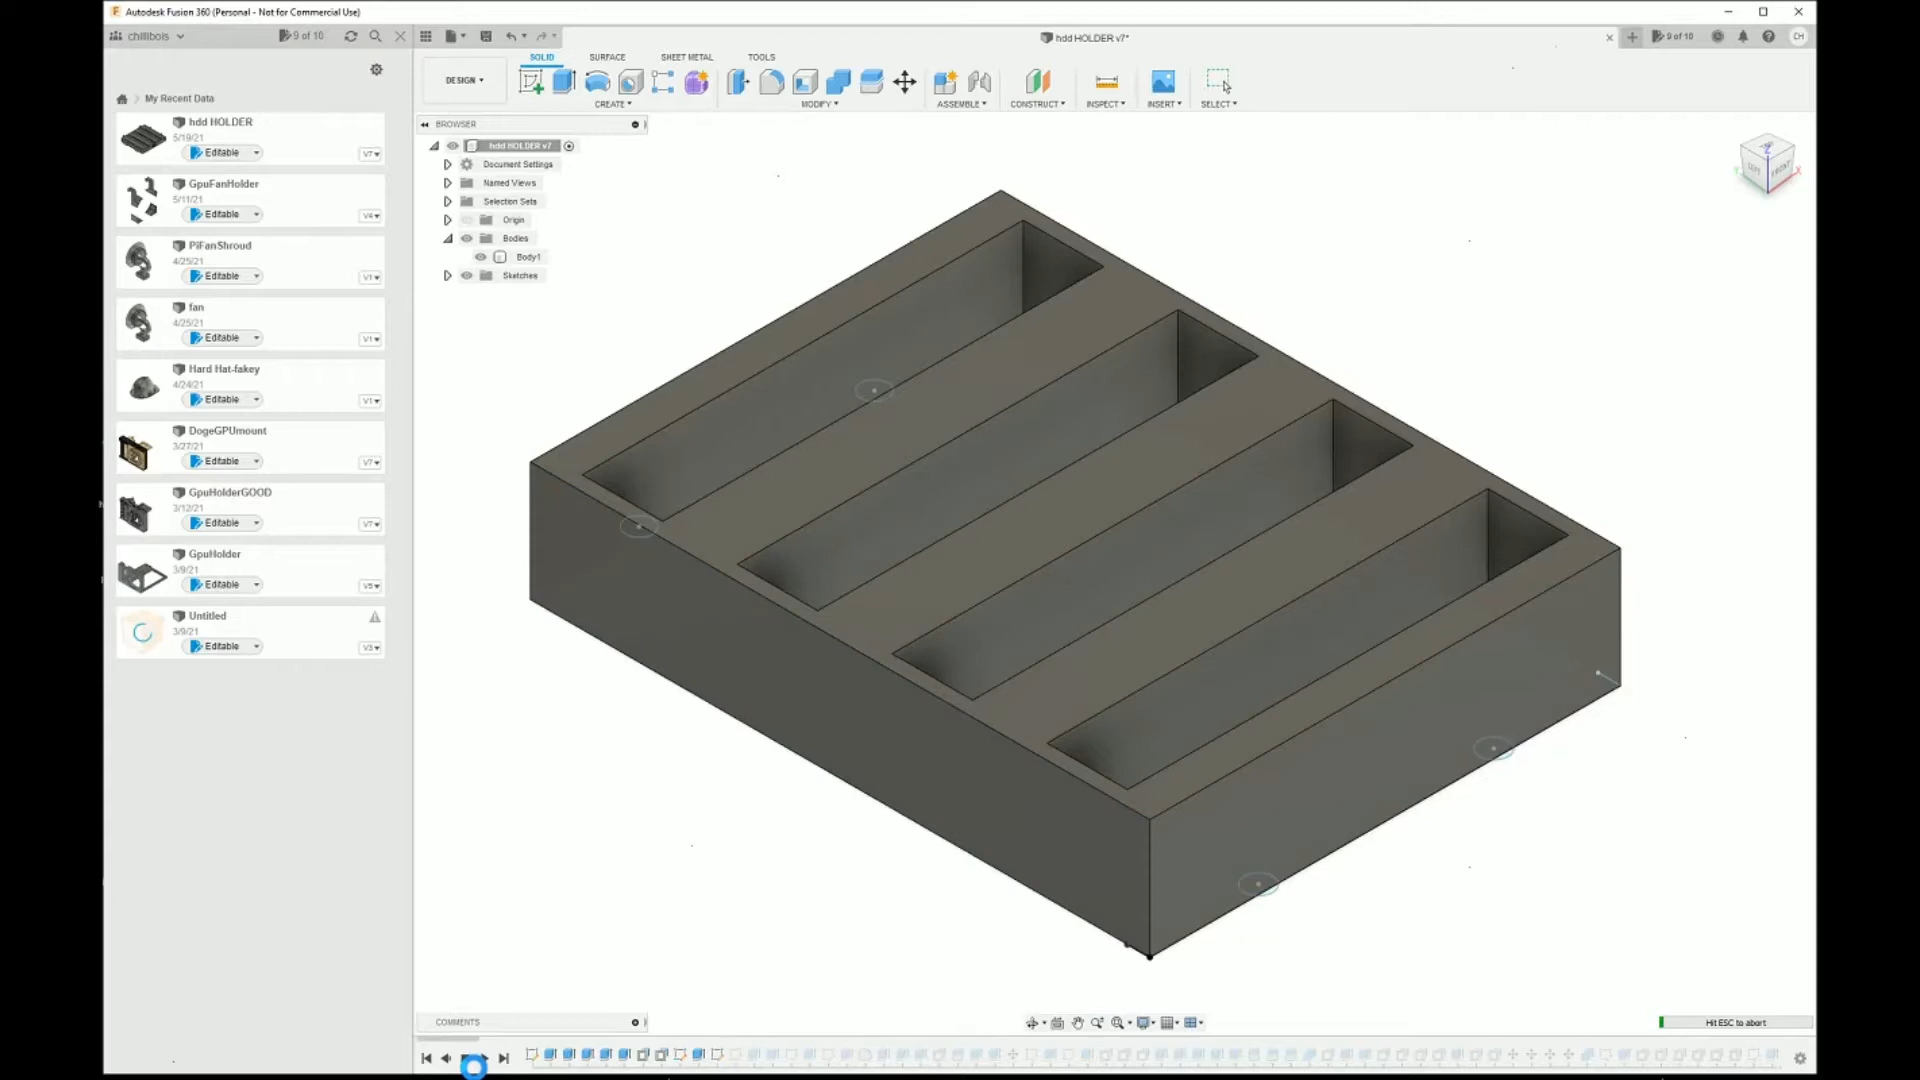 Autodesk Fusion 360 (Personal - Not for Commercial Use)
chillbois
9 of 10
hdd HOLDER v7*
9 of 10
CH
SOLID SURFACE SHEET METAL TOOLS
DESIGN
CREATE MODIFY ASSEMBLE CONSTRUCT INSPECT INSERT SELECT
My Recent Data
hdd HOLDER
5/19/21
Editable
V7
GpuFanHolder
5/11/21
Editable
V4
PiFanShroud
4/25/21
Editable
V1
fan
4/25/21
Editable
V1
Hard Hat-fakey
4/24/21
Editable
V1
DogeGPUmount
3/27/21
Editable
V7
GpuHolderGOOD
3/12/21
Editable
V7
GpuHolder
3/9/21
Editable
V5
Untitled
3/9/21
Editable
V3
BROWSER
hdd HOLDER v7
Document Settings
Named Views
Selection Sets
Origin
Bodies
Body1
Sketches
Z
LEFT FRONT
X
Y
COMMENTS
Hit ESC to abort